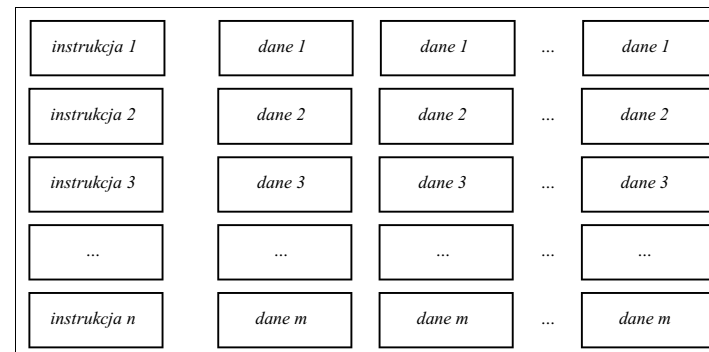 instrukcja 1 dane 1 dane 1 ... dane 1
instrukcja 2 dane 2 dane 2 ... dane 2
instrukcja 3 dane 3 dane 3 ... dane 3
... ... ... ... ...
instrukcja n dane m dane m ... dane m